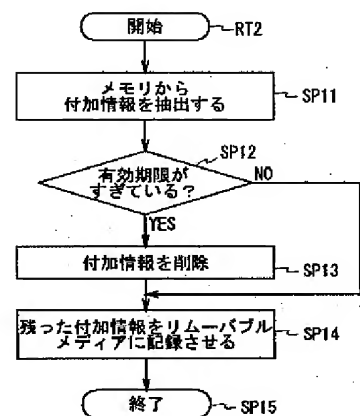 開始
RT2
メモリから
付加情報を抽出する
SP11
SP12
有効期限が
すぎている？
NO
YES
付加情報を削除
SP13
残った付加情報をリムーバブル
メディアに記録させる
SP14
終了
SP15